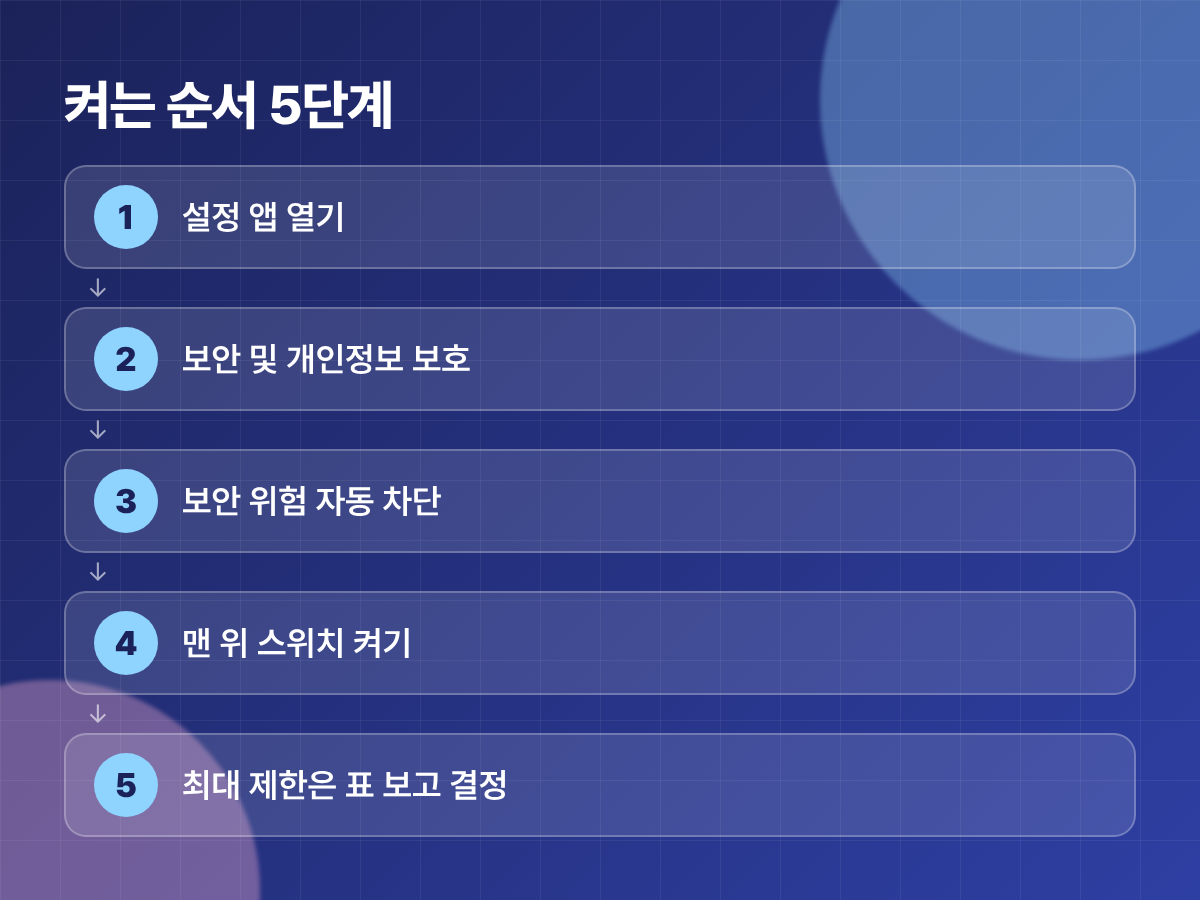 켜는 순서 5단계
1 설정 앱 열기
↓
2 보안 및 개인정보 보호
↓
3 보안 위험 자동 차단
↓
4 맨 위 스위치 켜기
↓
5 최대 제한은 표 보고 결정